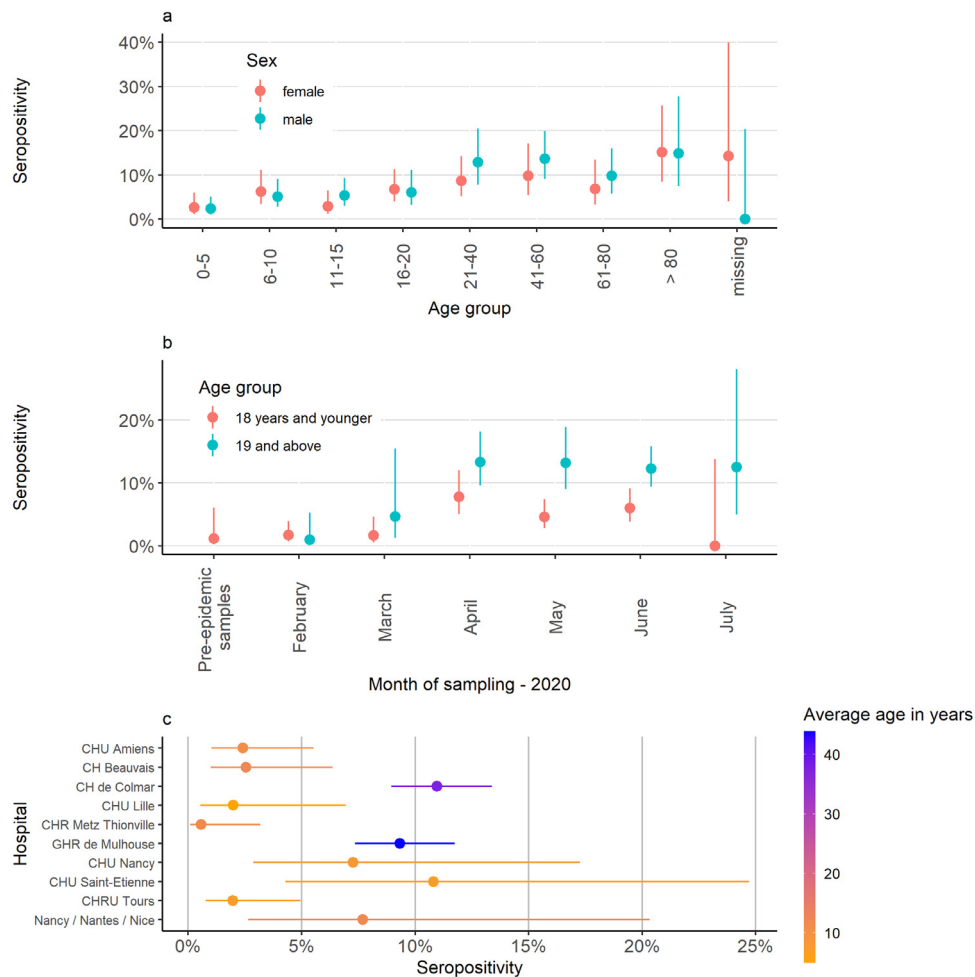 a
40%
30%
20%
10%
0%
Seropositivity
Sex
female
male
0-5
6-10
11-15
16-20
21-40
41-60
61-80
> 80
missing
Age group
b
20%
10%
0%
Seropositivity
Age group
18 years and younger
19 and above
Pre-epidemic
samples
February
March
April
May
June
July
Month of sampling - 2020
c
Hospital
CHU Amiens
CH Beauvais
CH de Colmar
CHU Lille
CHR Metz Thionville
GHR de Mulhouse
CHU Nancy
CHU Saint-Etienne
CHRU Tours
Nancy / Nantes / Nice
0%
5%
10%
15%
20%
25%
Seropositivity
Average age in years
40
30
20
10